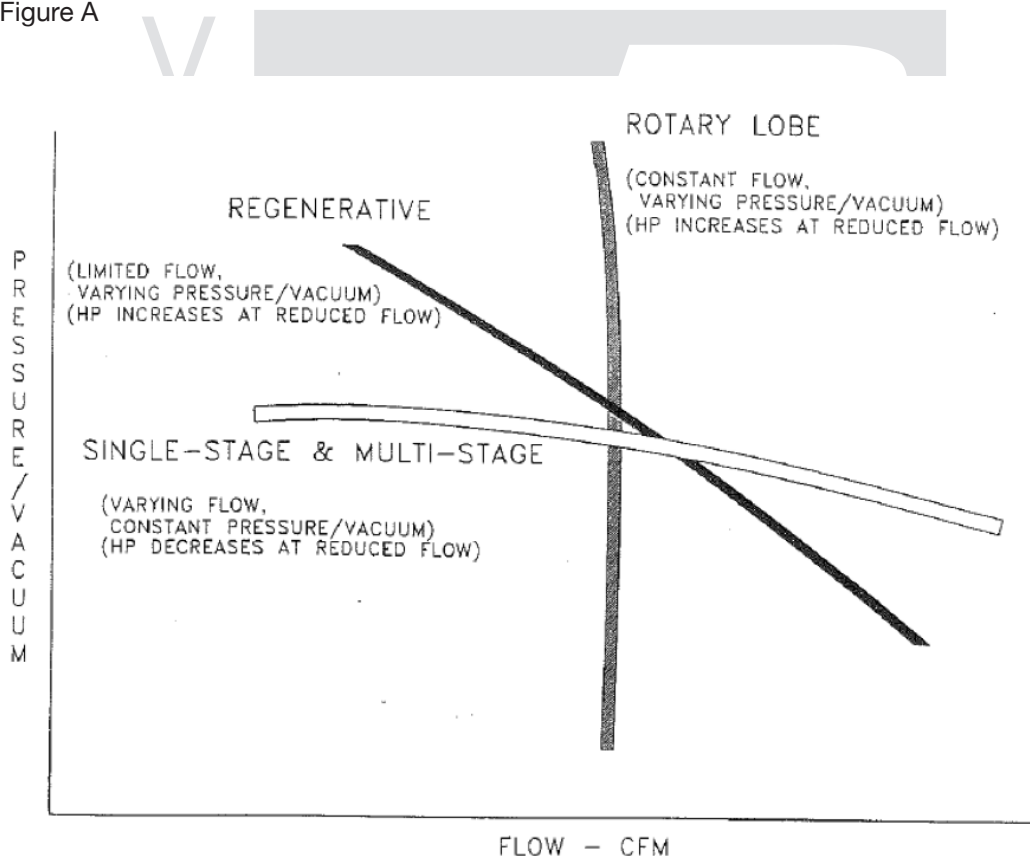 Figure A
ROTARY LOBE
(CONSTANT FLOW,
VARYING PRESSURE/VACUUM)
(HP INCREASES AT REDUCED FLOW)
REGENERATIVE
(LIMITED FLOW,
VARYING PRESSURE/VACUUM)
(HP INCREASES AT REDUCED FLOW)
SINGLE-STAGE & MULTI-STAGE
(VARYING FLOW,
CONSTANT PRESSURE/VACUUM)
(HP DECREASES AT REDUCED FLOW)
PRESSURE/VACUUM
FLOW - CFM